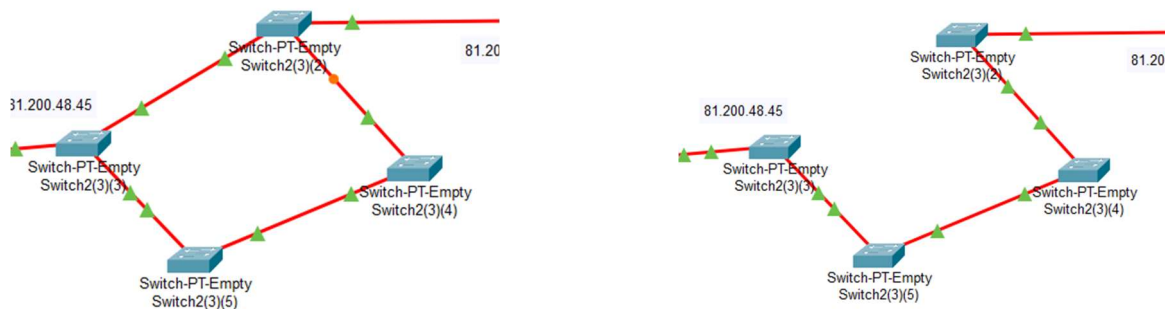 Switch-PT-Empty
Switch2(3)(2)
81.20
81.200.48.45
Switch-PT-Empty
Switch2(3)(3)
Switch-PT-Empty
Switch2(3)(4)
Switch-PT-Empty
Switch2(3)(5)
Switch-PT-Empty
Switch2(3)(2)
81.20
81.200.48.45
Switch-PT-Empty
Switch2(3)(3)
Switch-PT-Empty
Switch2(3)(4)
Switch-PT-Empty
Switch2(3)(5)